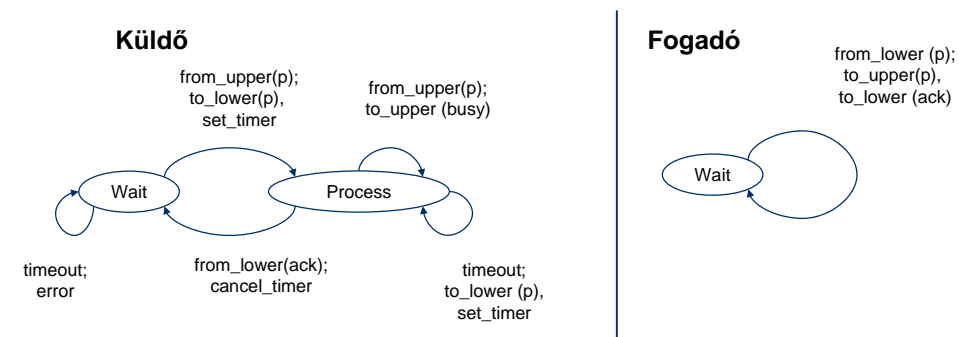 Küldő
from_upper(p);
to_lower(p),
set_timer
from_upper(p);
to_upper (busy)
Wait
Process
timeout;
error
from_lower(ack);
cancel_timer
timeout;
to_lower (p),
set_timer
Fogadó
from_lower (p);
to_upper(p),
to_lower (ack)
Wait